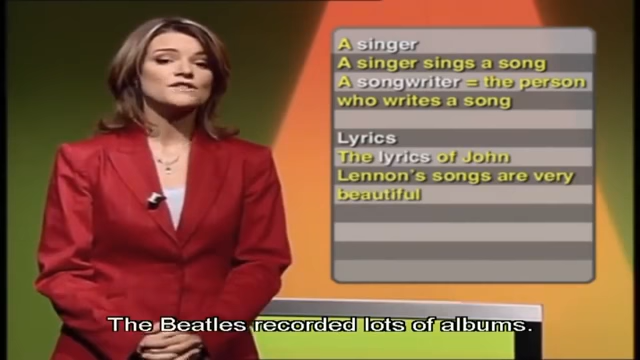 A singer
A singer sings a song
A songwriter = the person
who writes a song
Lyrics
The lyrics of John
Lennon's songs are very
beautiful
The Beatles recorded lots of albums.